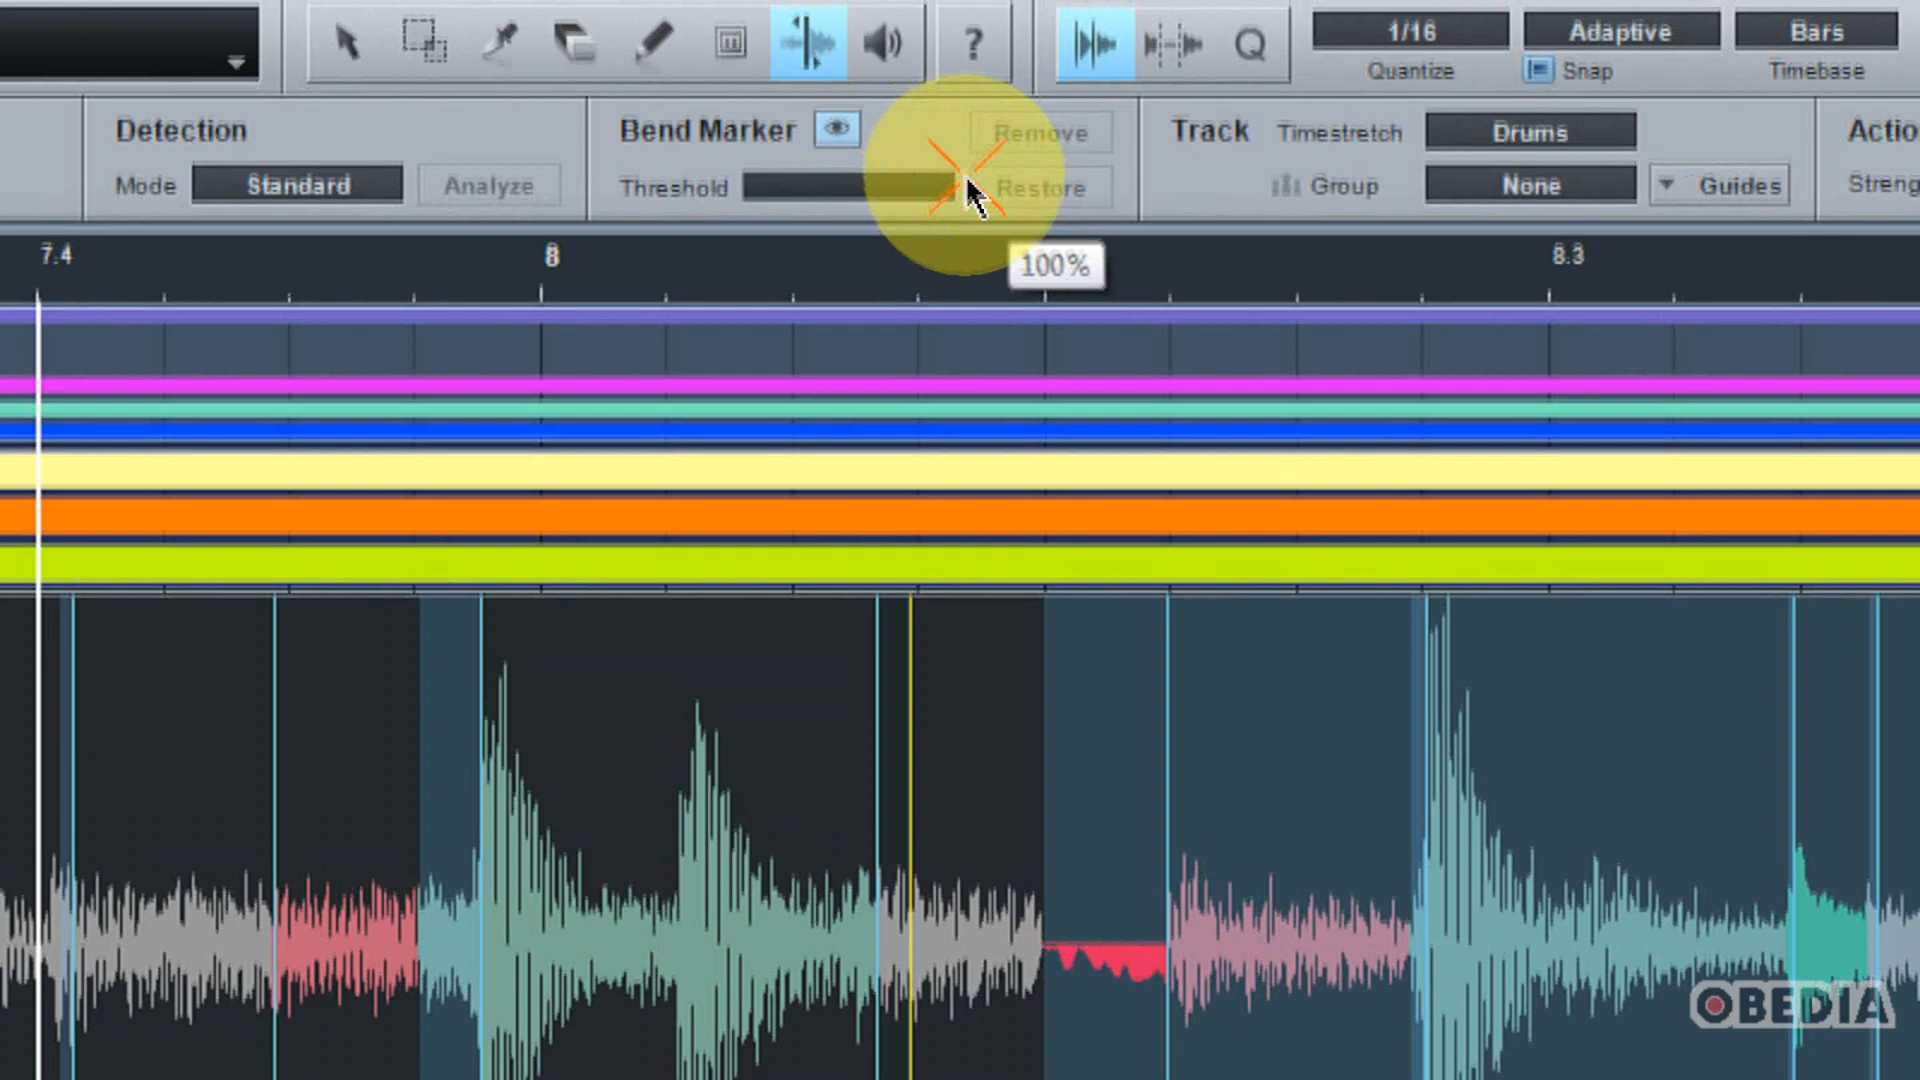 ?
1/16
Adaptive
Bars
Quantize
Snap
Timebase
Detection
Bend Marker
Remove
Track
Timestretch
Drums
Actio
Mode
Standard
Analyze
Threshold
Restore
Group
None
Guides
Streng
7.4
8
100%
8.3
OBEDIA